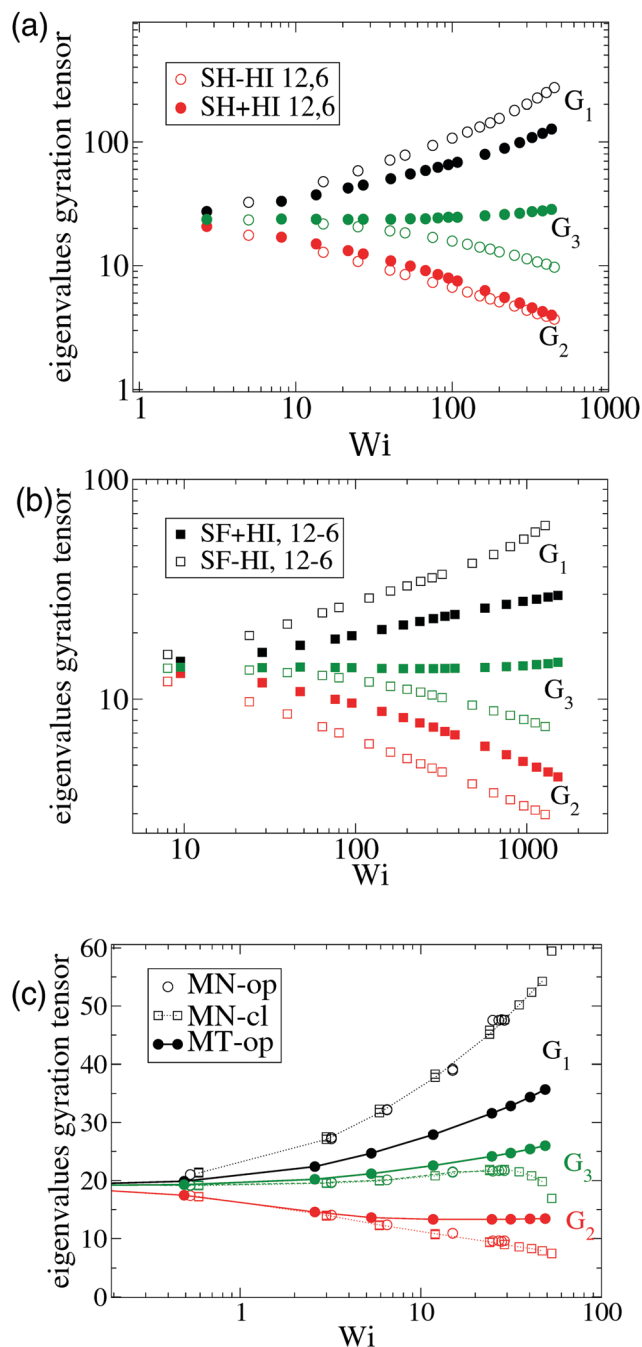 (a)
eigenvalues gyration tensor
100
10
1
SH-HI 12,6
SH+HI 12,6
G1
G3
G2
1
10
100
1000
Wi
(b)
eigenvalues gyration tensor
100
10
SF+HI, 12-6
SF-HI, 12-6
G1
G3
G2
10
100
1000
Wi
(c)
eigenvalues gyration tensor
60
50
40
30
20
10
0
MN-op
MN-cl
MT-op
G1
G3
G2
1
10
100
Wi